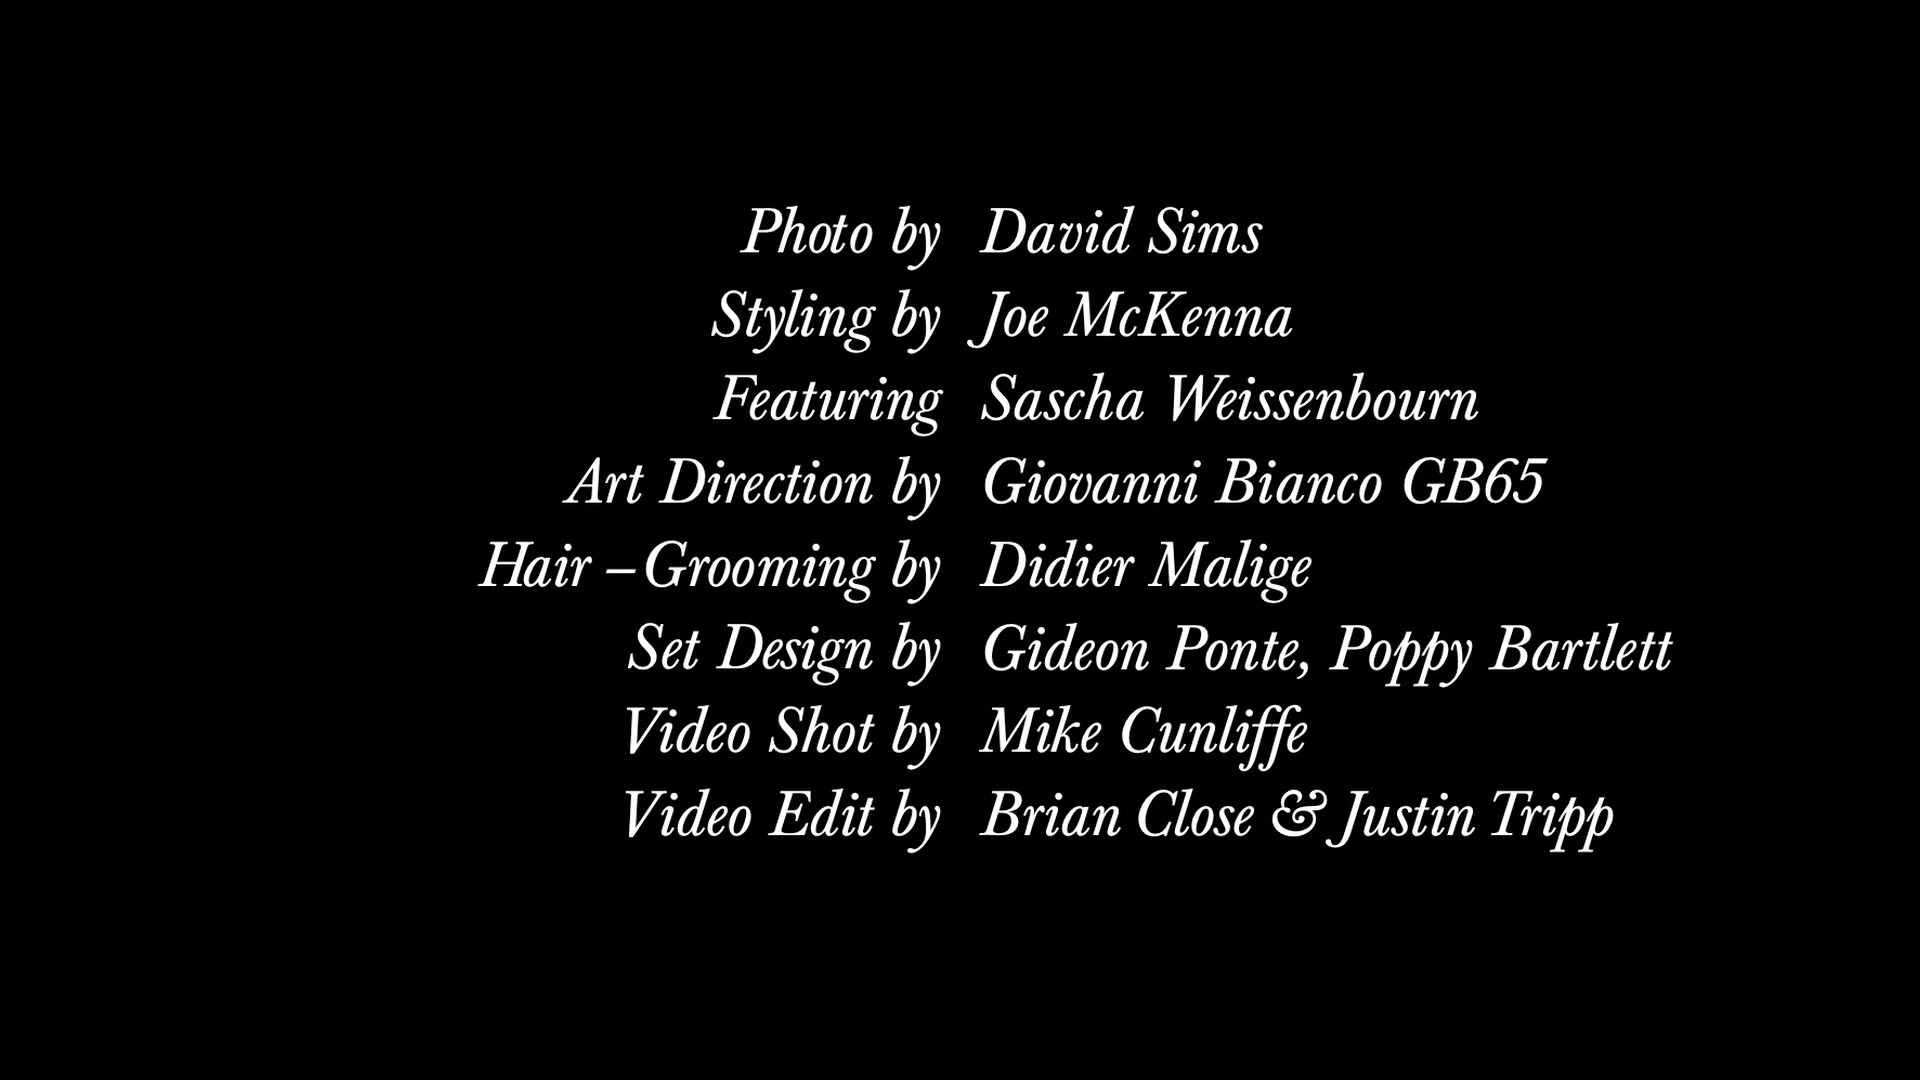 Photo by David Sims
Styling by Joe McKenna
Featuring Sascha Weissenbourn
Art Direction by Giovanni Bianco GB65
Hair – Grooming by Didier Malige
Set Design by Gideon Ponte, Poppy Bartlett
Video Shot by Mike Cunliffe
Video Edit by Brian Close & Justin Tripp